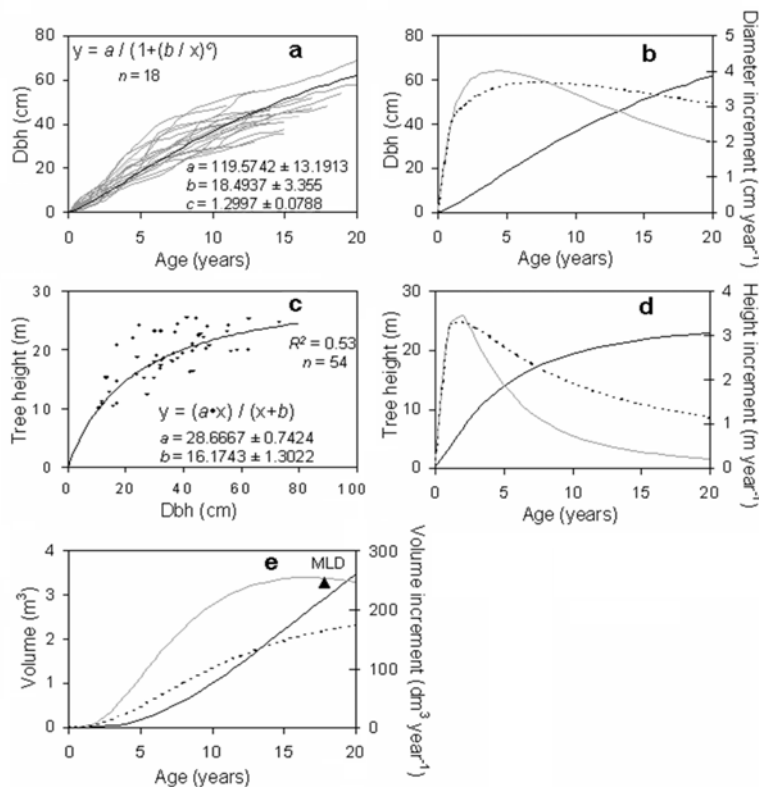 a
y = a / (1+(b / x)ᶜ)
n = 18
a = 119.5742 ± 13.1913
b = 18.4937 ± 3.355
c = 1.2997 ± 0.0788
Dbh (cm)
80
60
40
20
0
0 5 10 15 20
Age (years)
b
Dbh (cm)
80
60
40
20
0
0 5 10 15 20
Age (years)
5
4
3
2
1
0
Diameter increment (cm year⁻¹)
c
R² = 0.53
n = 54
y = (a•x) / (x+b)
a = 28.6667 ± 0.7424
b = 16.1743 ± 1.3022
Tree height (m)
30
20
10
0
0 20 40 60 80 100
Dbh (cm)
d
Tree height (m)
30
20
10
0
0 5 10 15 20
Age (years)
4
3
2
1
0
Height increment (m year⁻¹)
e
MLD
Volume (m³)
4
3
2
1
0
0 5 10 15 20
Age (years)
300
200
100
0
Volume increment (dm³ year⁻¹)